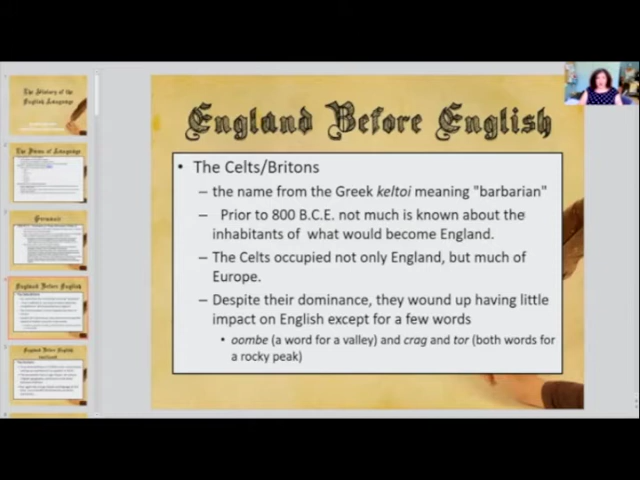 The History of the
English Language
England Before English
England Before English
• The Celts/Britons
– the name from the Greek keltoi meaning "barbarian"
– Prior to 800 B.C.E. not much is known about the
inhabitants of what would become England.
– The Celts occupied not only England, but much of
Europe.
– Despite their dominance, they wound up having little
impact on English except for a few words
• oombe (a word for a valley) and crag and tor (both words for
a rocky peak)